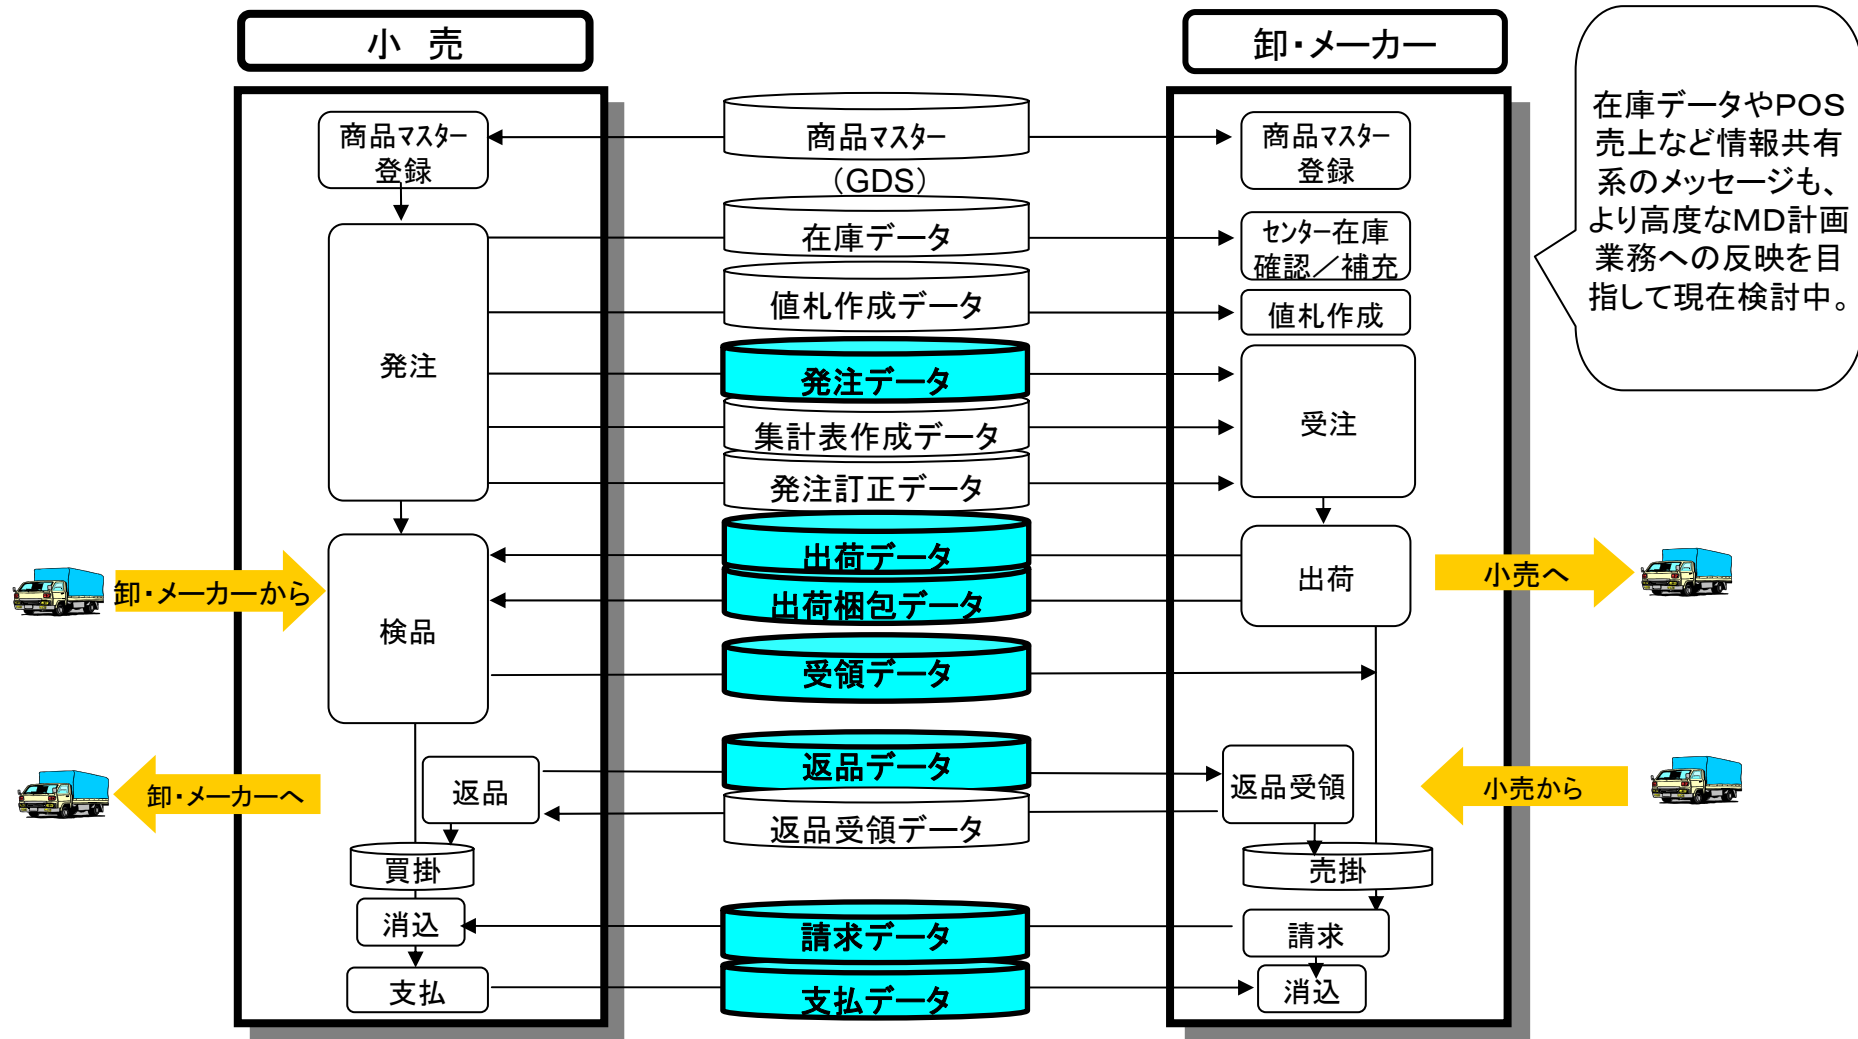 小　売
卸・メーカー
商品マスター
登録
商品マスター
（GDS）
商品マスター
登録
在庫データ
センター在庫
確認／補充
値札作成データ
値札作成
発注
発注データ
受注
集計表作成データ
発注訂正データ
検品
出荷データ
出荷
出荷梱包データ
受領データ
卸・メーカーから
小売へ
返品
返品データ
返品受領
返品受領データ
卸・メーカーへ
小売から
買掛
売掛
消込
請求データ
請求
支払
支払データ
消込
在庫データやPOS
売上など情報共有
系のメッセージも、
より高度なMD計画
業務への反映を目
指して現在検討中。